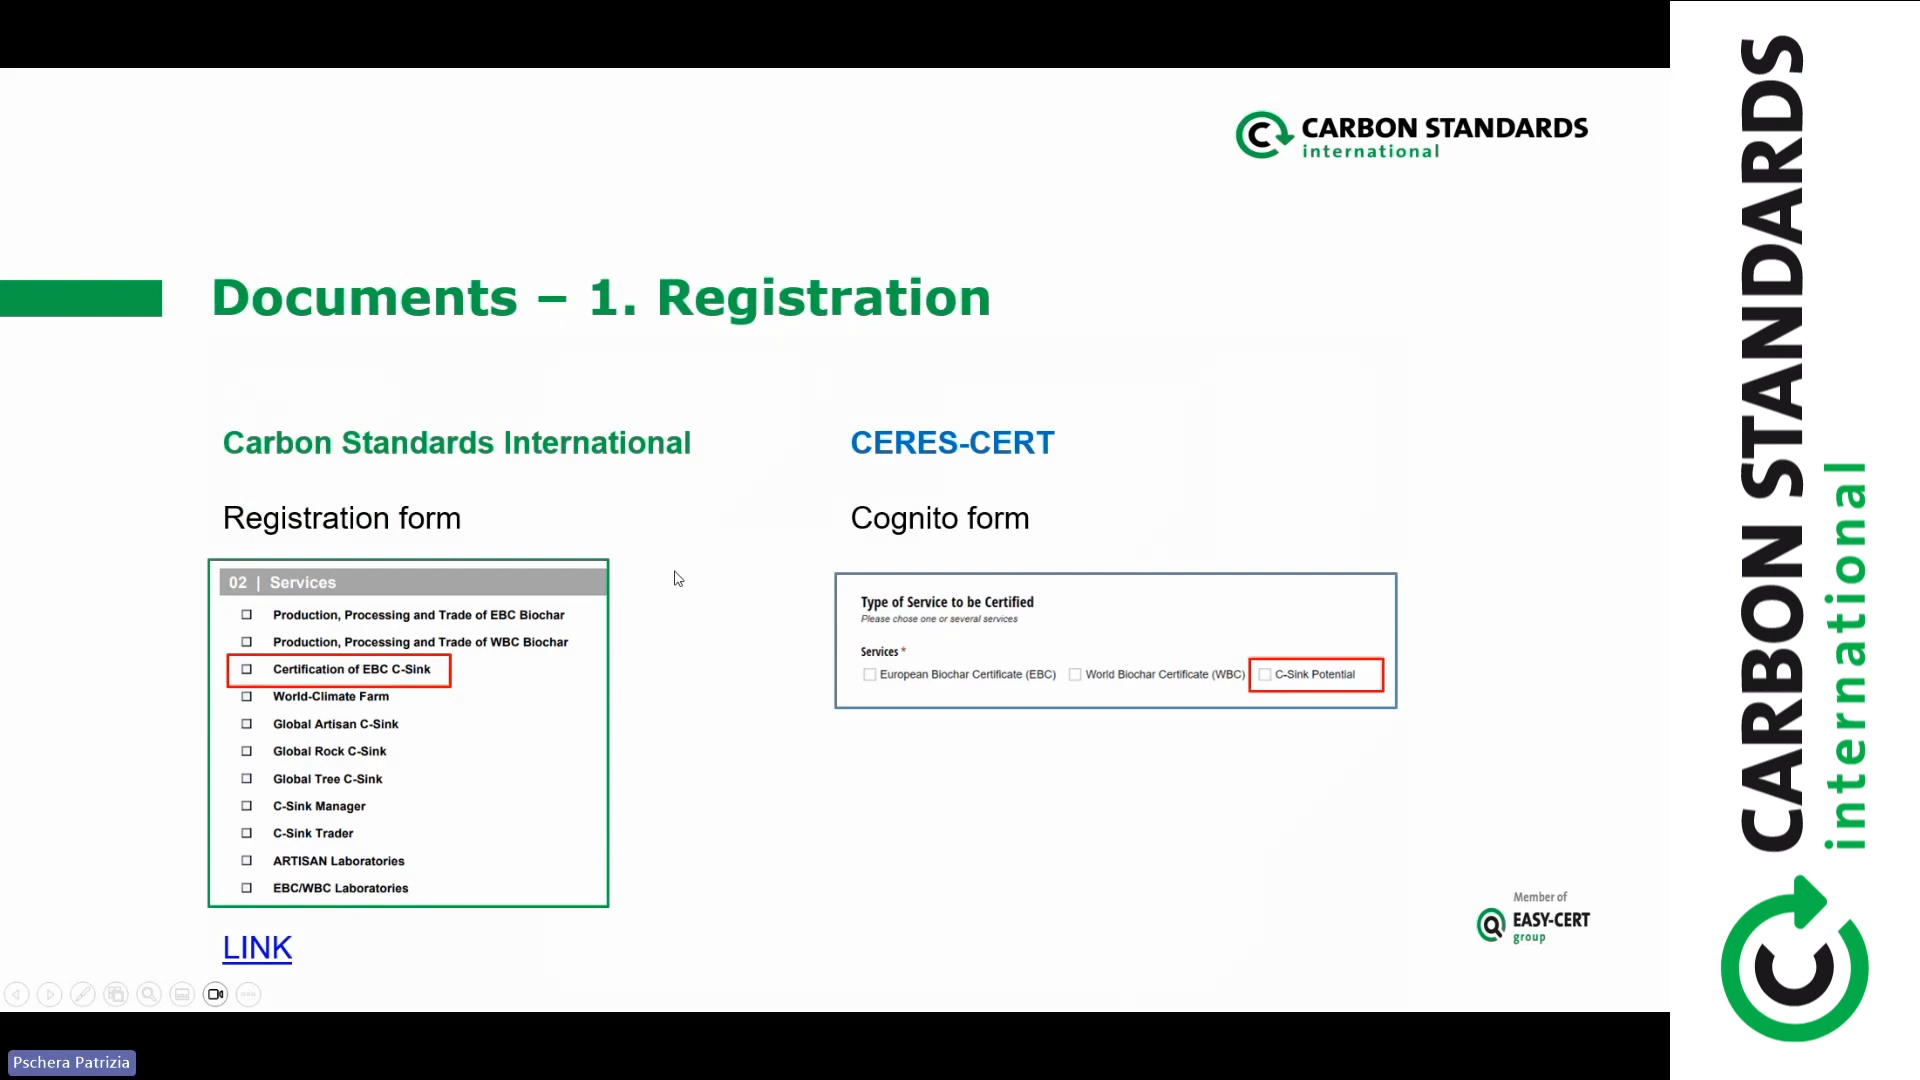 CARBON STANDARDS
international
Documents – 1. Registration
Carbon Standards International
Registration form
02 | Services
Production, Processing and Trade of EBC Biochar
Production, Processing and Trade of WBC Biochar
Certification of EBC C-Sink
World-Climate Farm
Global Artisan C-Sink
Global Rock C-Sink
Global Tree C-Sink
C-Sink Manager
C-Sink Trader
ARTISAN Laboratories
EBC/WBC Laboratories
LINK
CERES-CERT
Cognito form
Type of Service to be Certified
Please chose one or several services
Services *
European Biochar Certificate (EBC) World Biochar Certificate (WBC) C-Sink Potential
Member of
EASY-CERT
group
Pschera Patrizia
CARBON STANDARDS
international